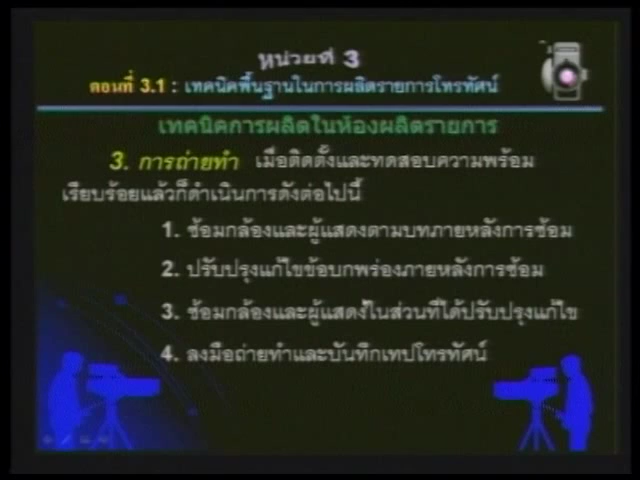 หน่วยที่ 3
ตอนที่ 3.1 : เทคนิคพื้นฐานในการผลิตรายการโทรทัศน์
เทคนิคการผลิตในห้องผลิตรายการ
3. การถ่ายทำ เมื่อติดตั้งและทดสอบความพร้อม
เรียบร้อยแล้วก็ดำเนินการดังต่อไปนี้
1. ซ้อมกล้องและผู้แสดงตามบทภายหลังการซ้อม
2. ปรับปรุงแก้ไขข้อบกพร่องภายหลังการซ้อม
3. ซ้อมกล้องและผู้แสดงในส่วนที่ได้ปรับปรุงแก้ไข
4. ลงมือถ่ายทำและบันทึกเทปโทรทัศน์